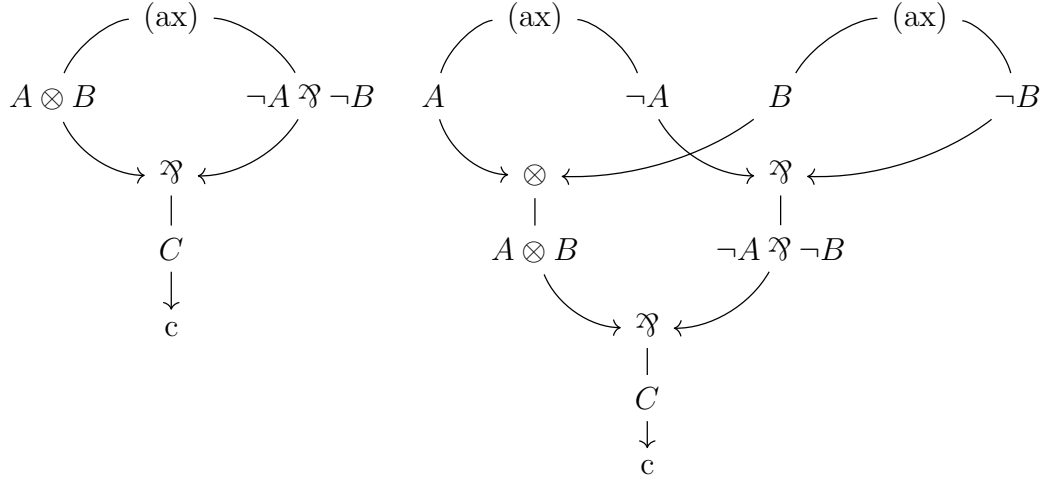 (ax) (ax) (ax)
A ⊗ B ¬A ⅋ ¬B A ¬A B ¬B
⅋ ⊗ ⅋
C A ⊗ B ¬A ⅋ ¬B
c ⅋
C
c